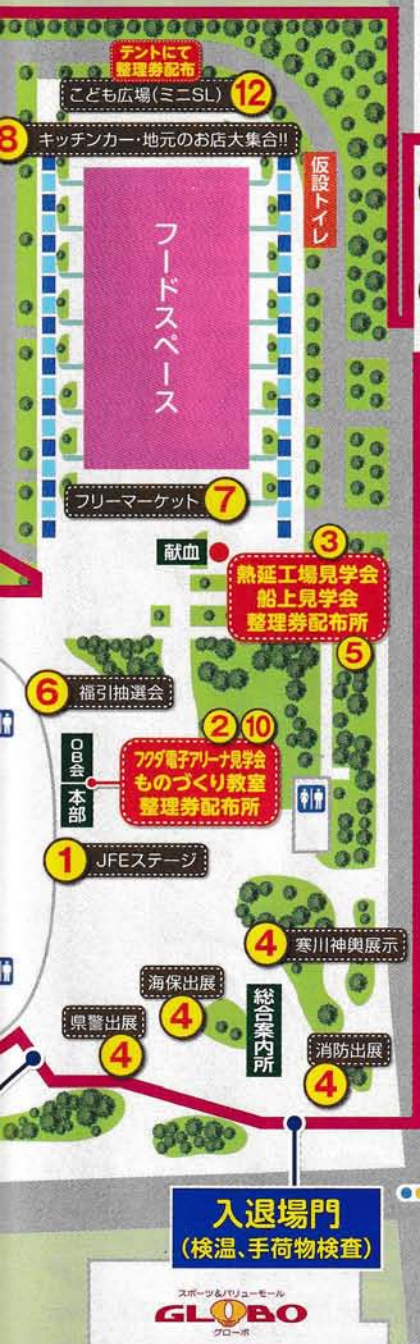 テントにて
整理券配布
こども広場(ミニSL) 12
8 キッチンカー・地元のお店大集合!!
仮設トイレ
フードスペース
フリーマーケット 7
献血
3
熱延工場見学会
船上見学会
整理券配布所
5
6 福引抽選会
2 10
フクダ電子アリーナ見学会
ものづくり教室
整理券配布所
OB会
本部
1 JFEステージ
4 寒川神輿展示
海保出展
4
総合案内所
県警出展
4
消防出展
4
入退場門
(検温、手荷物検査)
スポーツ&バリューモール
GLOBO
グローボ